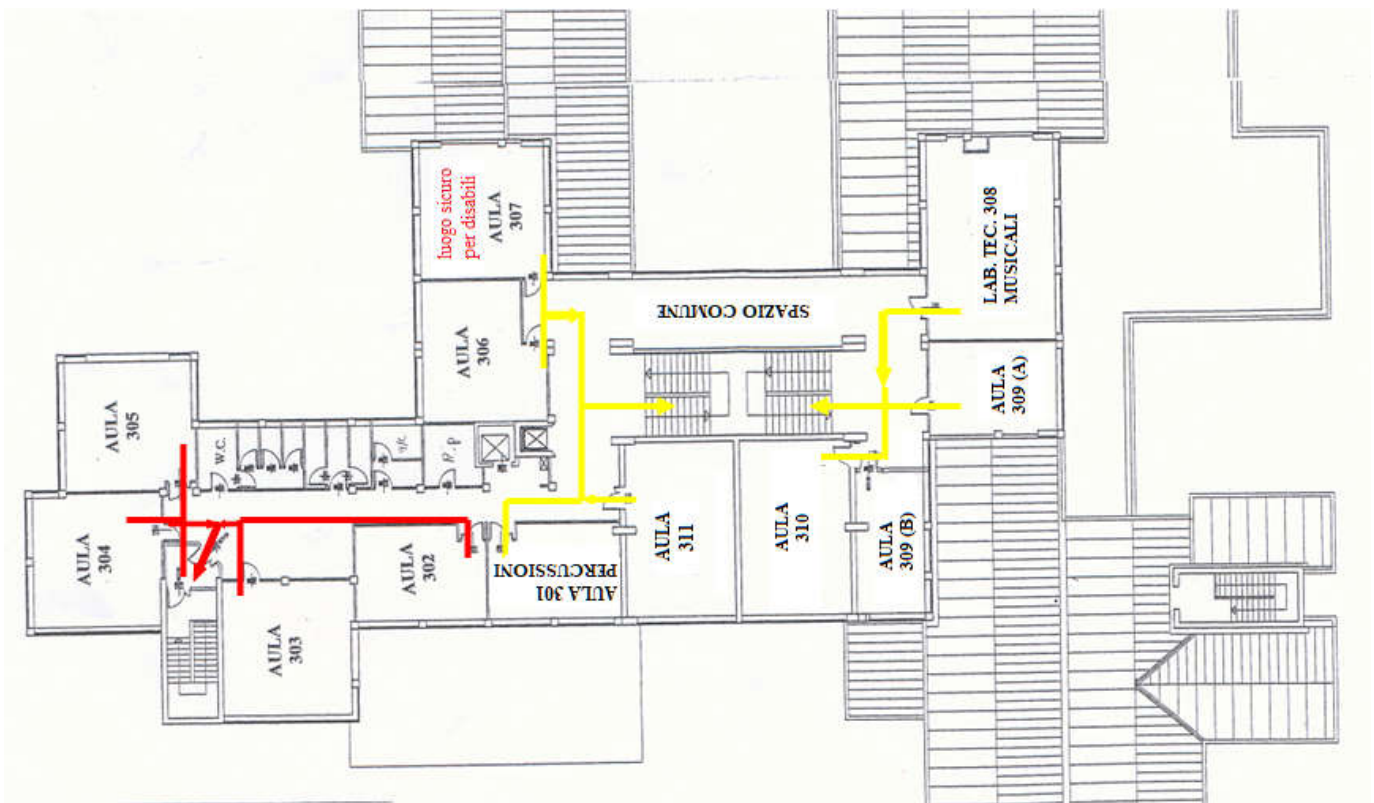 luogo sicuro
per disabili
AULA
307
LAB. TEC. 308
MUSICALI
SPAZIO COMUNE
AULA
306
AULA
309 (A)
AULA
305
W.C.
R.P
AULA
304
AULA
302
AULA 301
PERCUSSIONI
AULA
311
AULA
310
AULA
309 (B)
AULA
303